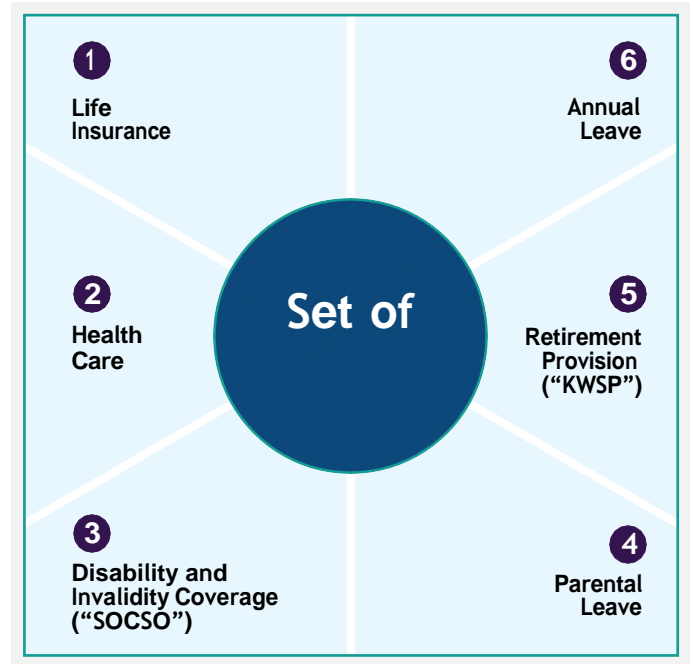 1
Life
Insurance
2
Health
Care
3
Disability and
Invalidity Coverage
("SOCSO")
Set of
6
Annual
Leave
5
Retirement
Provision
("KWSP")
4
Parental
Leave